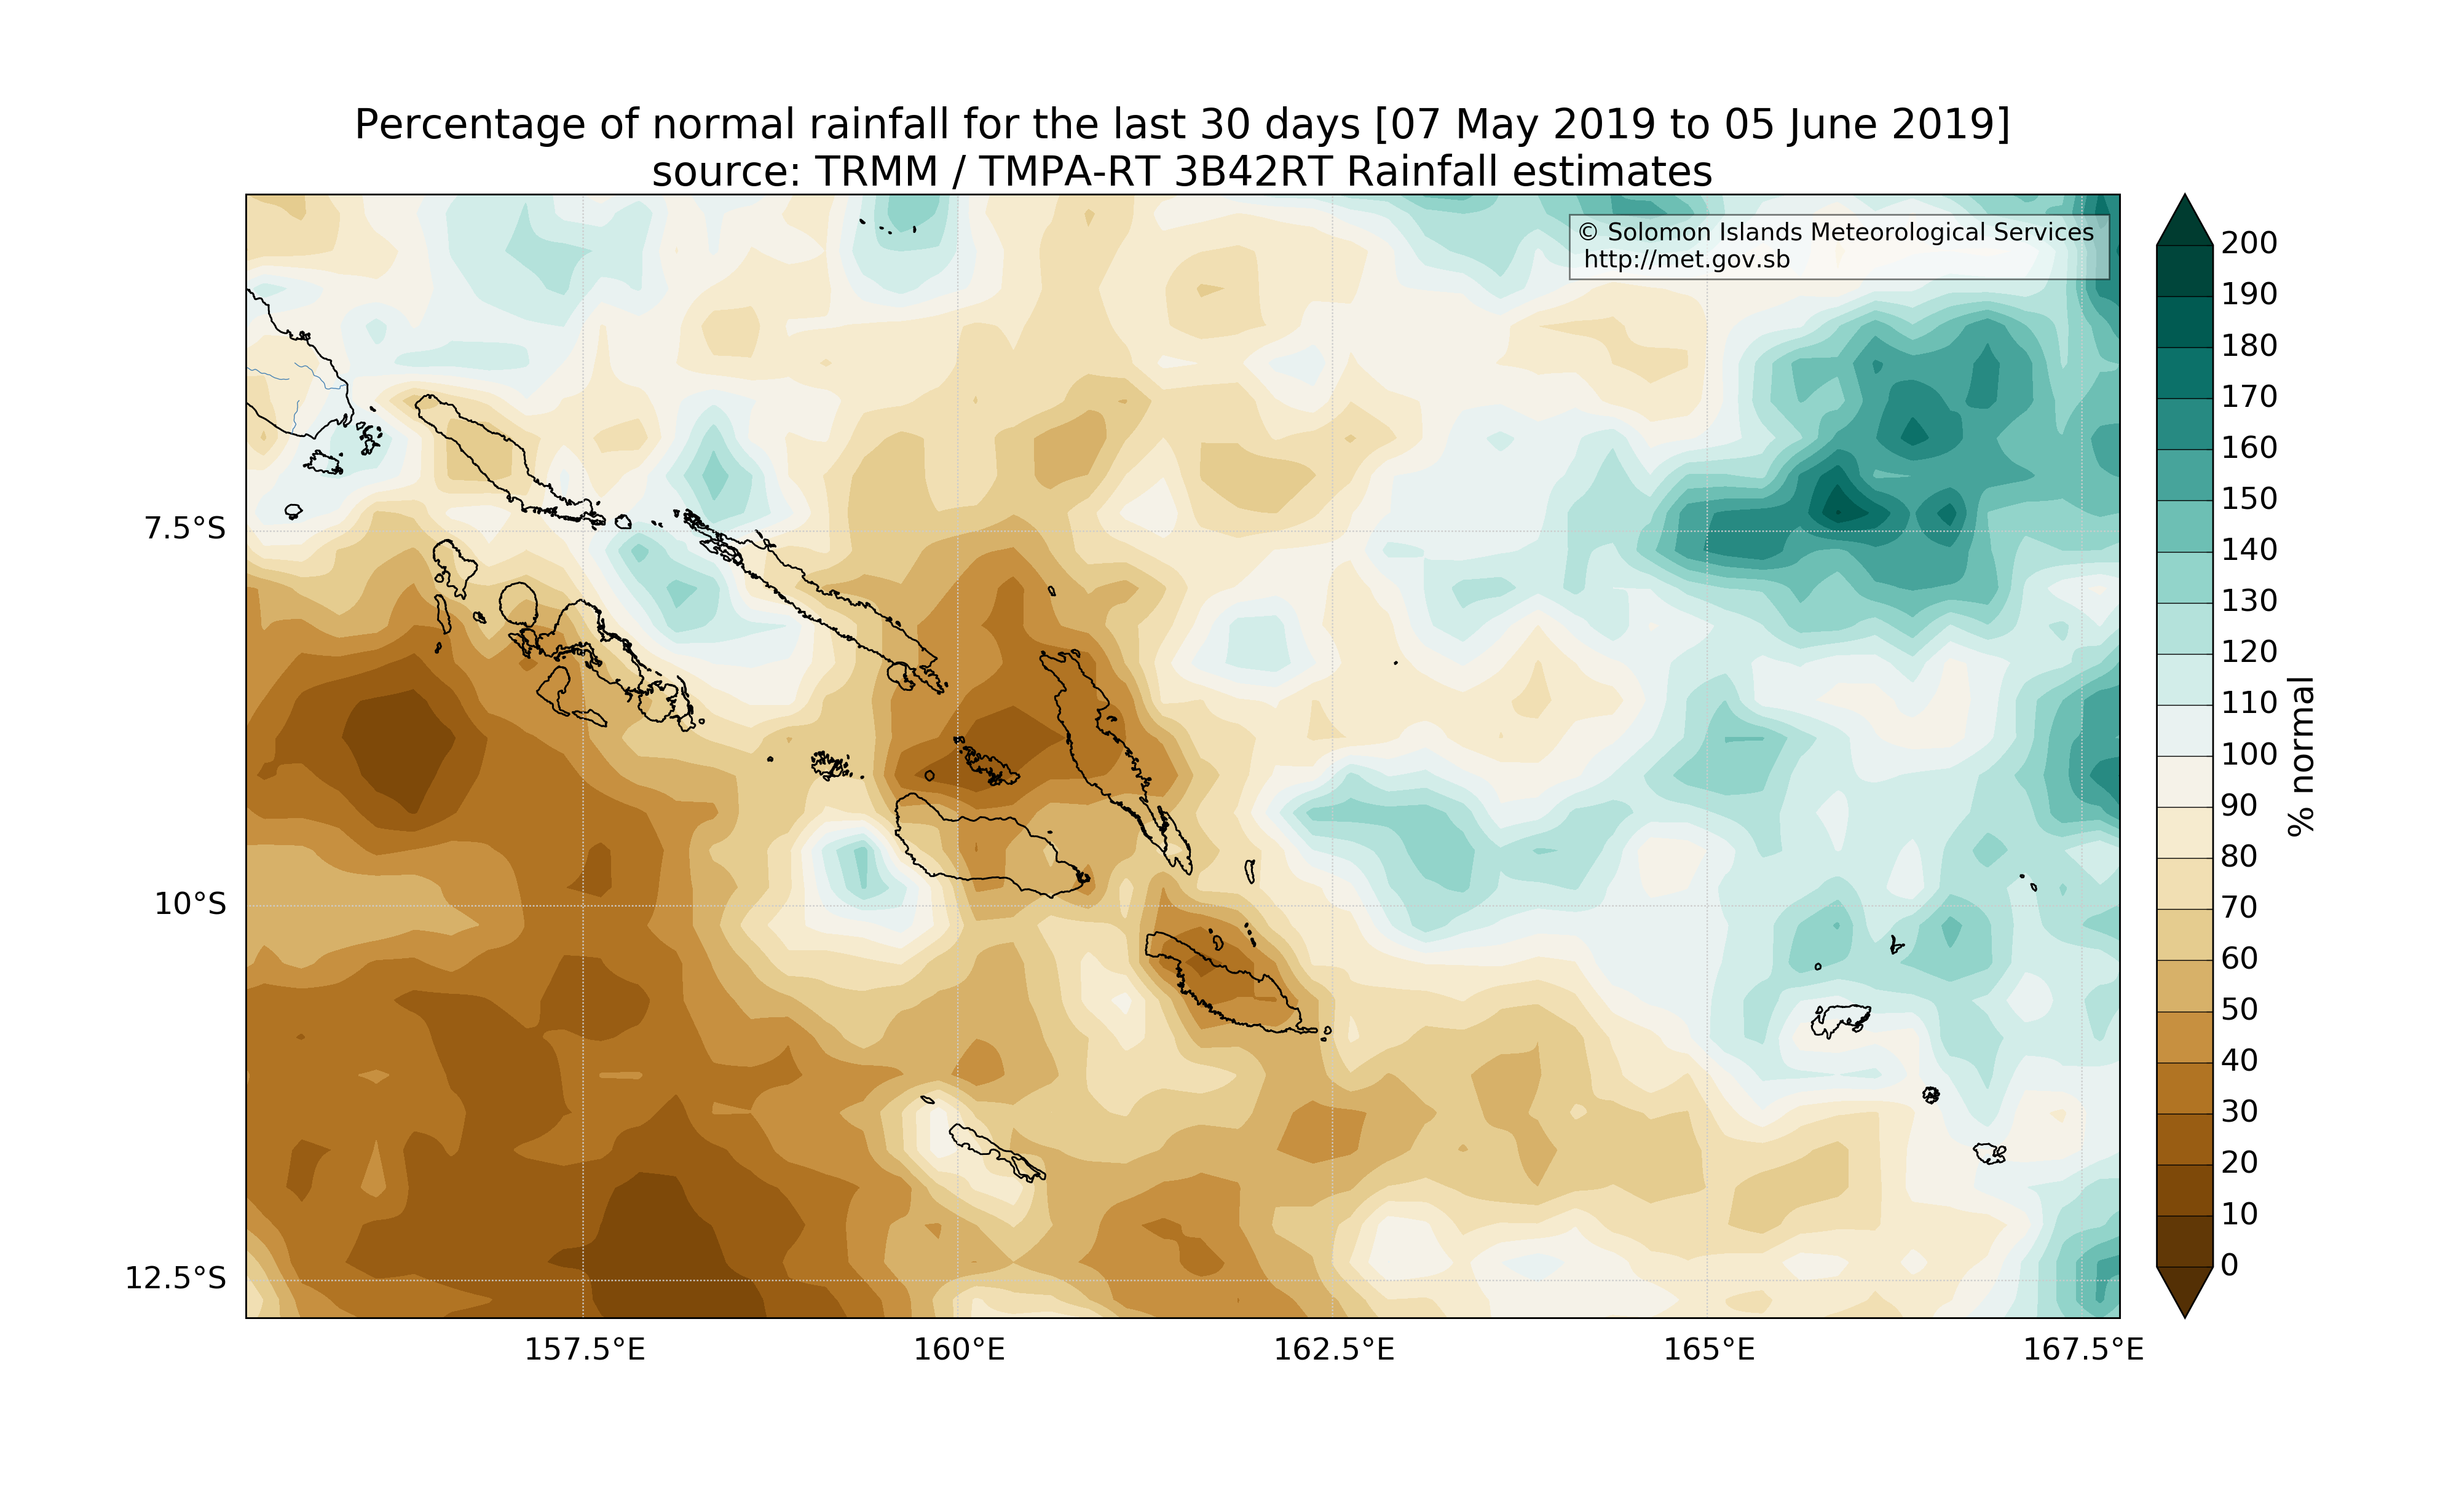 Percentage of normal rainfall for the last 30 days [07 May 2019 to 05 June 2019]
source: TRMM / TMPA-RT 3B42RT Rainfall estimates
© Solomon Islands Meteorological Services
http://met.gov.sb
7.5°S
10°S
12.5°S
157.5°E
160°E
162.5°E
165°E
167.5°E
200
190
180
170
160
150
140
130
120
110
100
90
80
70
60
50
40
30
20
10
0
% normal